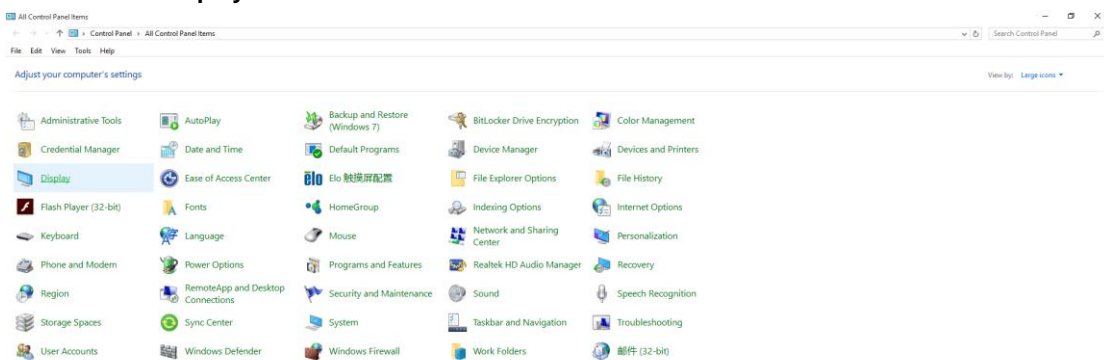 All Control Panel Items
Control Panel > All Control Panel Items
Search Control Panel
File Edit View Tools Help
Adjust your computer's settings
View by: Large icons
Administrative Tools
AutoPlay
Backup and Restore
(Windows 7)
BitLocker Drive Encryption
Color Management
Credential Manager
Date and Time
Default Programs
Device Manager
Devices and Printers
Display
Ease of Access Center
elo
Elo 触摸屏配置
File Explorer Options
File History
Flash Player (32-bit)
Fonts
HomeGroup
Indexing Options
Internet Options
Keyboard
Language
Mouse
Network and Sharing
Center
Personalization
Phone and Modem
Power Options
Programs and Features
Realtek HD Audio Manager
Recovery
Region
RemoteApp and Desktop
Connections
Security and Maintenance
Sound
Speech Recognition
Storage Spaces
Sync Center
System
Taskbar and Navigation
Troubleshooting
User Accounts
Windows Defender
Windows Firewall
Work Folders
邮件 (32-bit)